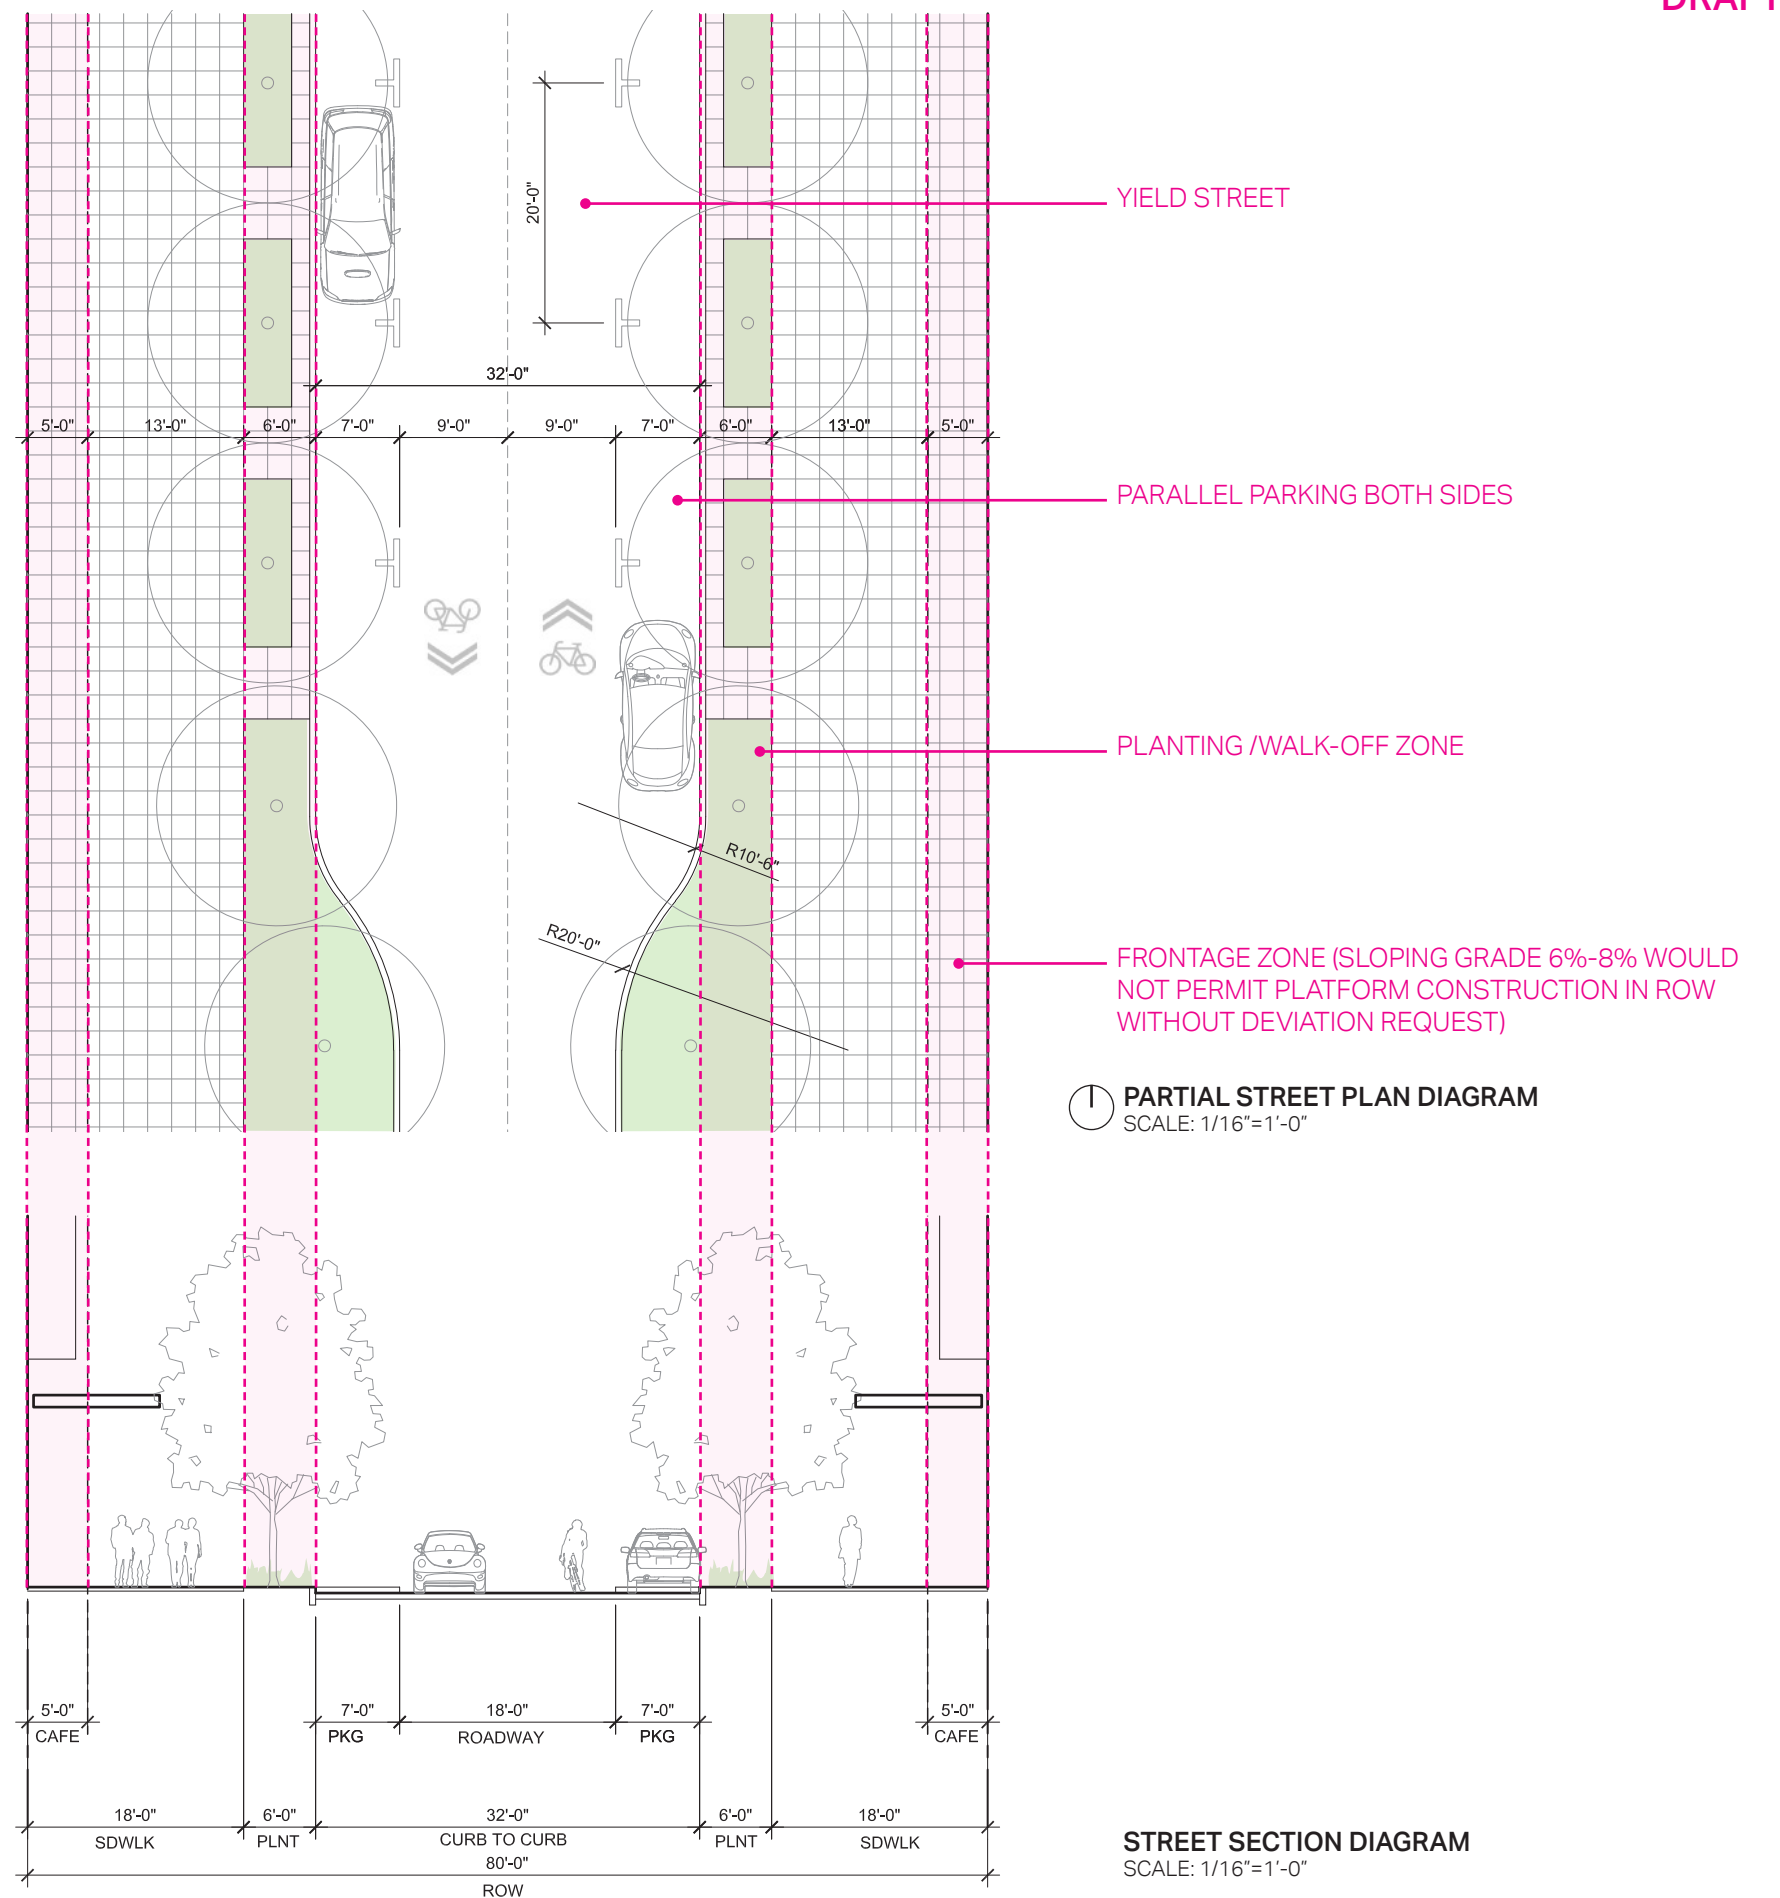 DRAFT
YIELD STREET
20'-0"
32'-0"
5'-0" 13'-0" 6'-0" 7'-0" 9'-0" 9'-0" 7'-0" 6'-0" 13'-0" 5'-0"
PARALLEL PARKING BOTH SIDES
PLANTING /WALK-OFF ZONE
R10'-6"
R20'-0"
FRONTAGE ZONE (SLOPING GRADE 6%-8% WOULD
NOT PERMIT PLATFORM CONSTRUCTION IN ROW
WITHOUT DEVIATION REQUEST)
PARTIAL STREET PLAN DIAGRAM
SCALE: 1/16"=1'-0"
5'-0" 7'-0" 18'-0" 7'-0" 5'-0"
CAFE PKG ROADWAY PKG CAFE
18'-0" 6'-0" 32'-0" 6'-0" 18'-0"
SDWLK PLNT CURB TO CURB PLNT SDWLK
80'-0"
ROW
STREET SECTION DIAGRAM
SCALE: 1/16"=1'-0"